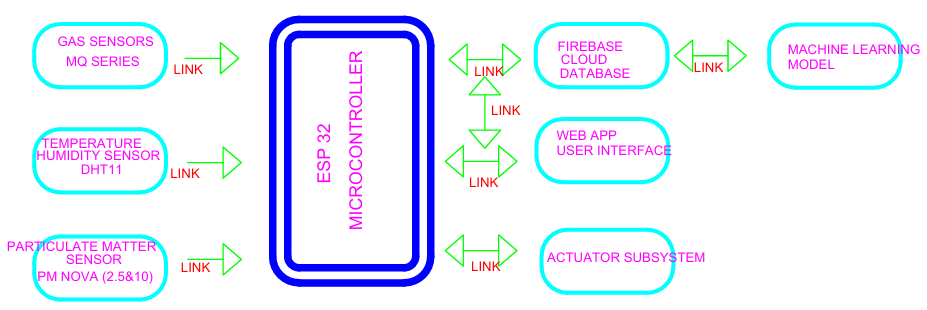 GAS SENSORS
MQ SERIES
LINK
TEMPERATURE
HUMIDITY SENSOR
DHT11
LINK
PARTICULATE MATTER
SENSOR
PM NOVA (2.5&10)
LINK
ESP 32
MICROCONTROLLER
LINK
FIREBASE
CLOUD
DATABASE
LINK
MACHINE LEARNING
MODEL
LINK
LINK
WEB APP
USER INTERFACE
LINK
ACTUATOR SUBSYSTEM